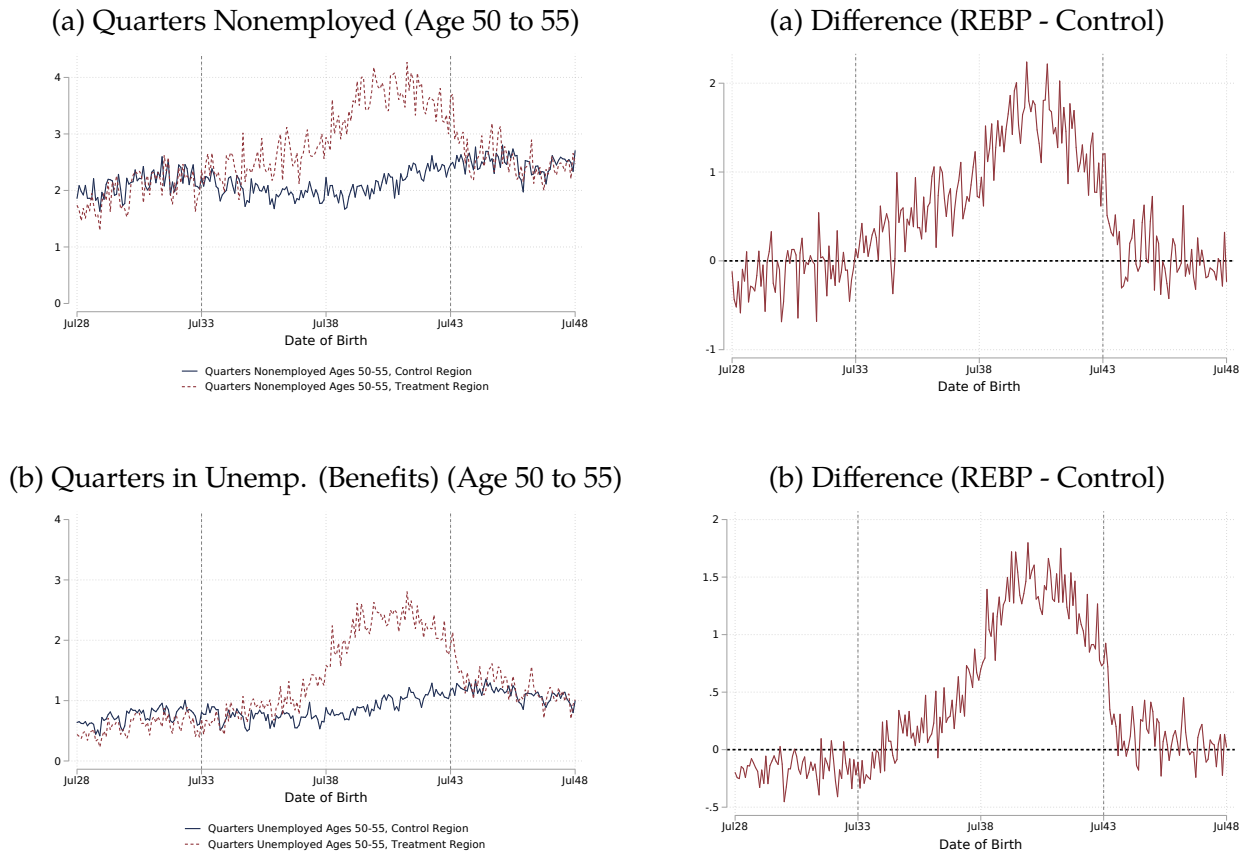 (a) Quarters Nonemployed (Age 50 to 55)
4
3
2
1
0
Jul28 Jul33 Jul38 Jul43 Jul48
Date of Birth
Quarters Nonemployed Ages 50-55, Control Region
Quarters Nonemployed Ages 50-55, Treatment Region
(a) Difference (REBP - Control)
2
1
0
-1
Jul28 Jul33 Jul38 Jul43 Jul48
Date of Birth
(b) Quarters in Unemp. (Benefits) (Age 50 to 55)
4
3
2
1
0
Jul28 Jul33 Jul38 Jul43 Jul48
Date of Birth
Quarters Unemployed Ages 50-55, Control Region
Quarters Unemployed Ages 50-55, Treatment Region
(b) Difference (REBP - Control)
2
1.5
1
.5
0
-.5
Jul28 Jul33 Jul38 Jul43 Jul48
Date of Birth